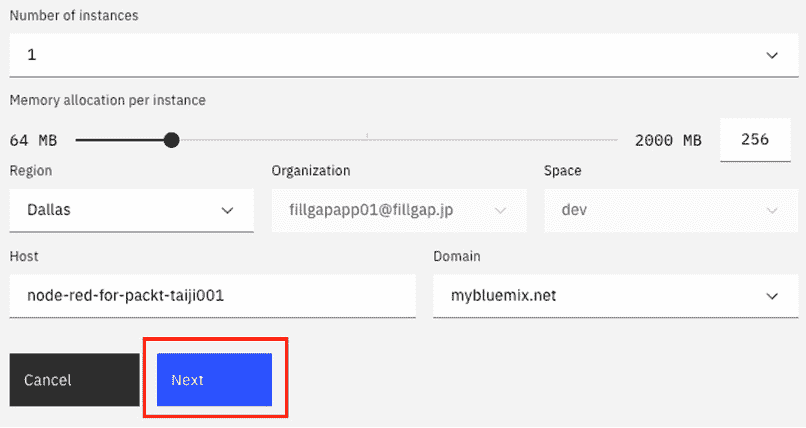 Number of instances
1
Memory allocation per instance
64 MB 2000 MB 256
Region Organization Space
Dallas fillgapapp01@fillgap.jp dev
Host Domain
node-red-for-packt-taiji001 mybluemix.net
Cancel Next